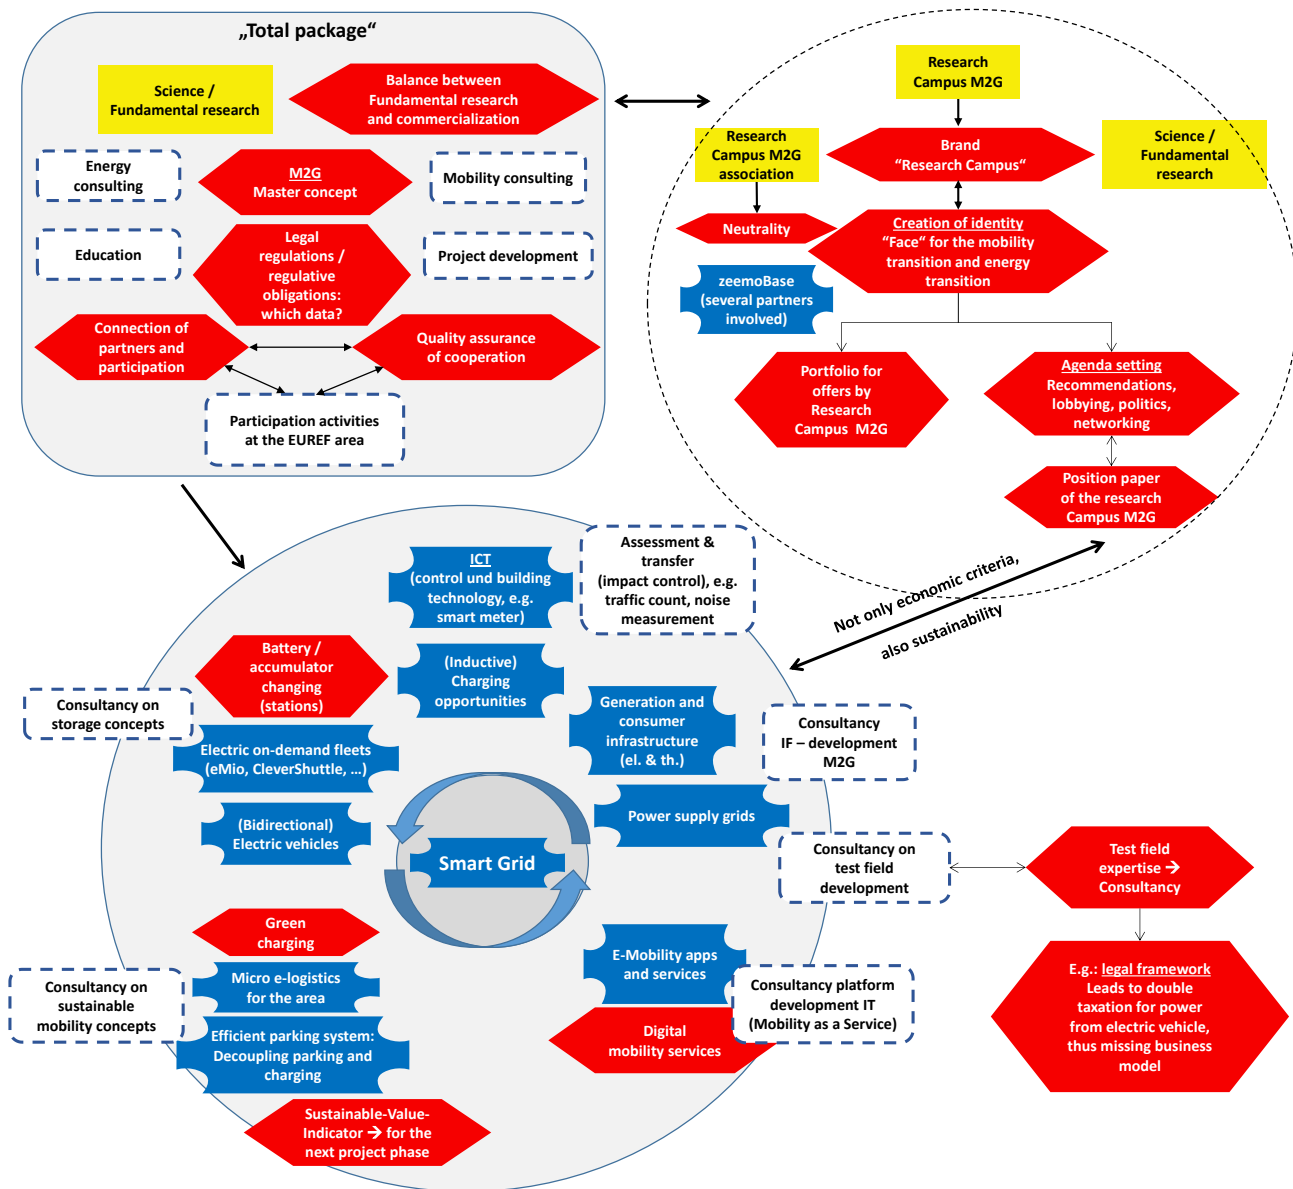 „Total package“
Science /
Fundamental research
Balance between
Fundamental research
and commercialization
Energy
consulting
M2G
Master concept
Mobility consulting
Education
Legal
regulations /
regulative
obligations:
which data?
Project development
Connection of
partners and
participation
Quality assurance
of cooperation
Participation activities
at the EUREF area
Research
Campus M2G
Research
Campus M2G
association
Brand
“Research Campus“
Science /
Fundamental
research
Neutrality
Creation of identity
“Face“ for the mobility
transition and energy
transition
zeemoBase
(several partners
involved)
Portfolio for
offers by
Research
Campus M2G
Agenda setting
Recommendations,
lobbying, politics,
networking
Position paper
of the research
Campus M2G
Not only economic criteria,
also sustainability
ICT
(control und building
technology, e.g.
smart meter)
Assessment &
transfer
(impact control), e.g.
traffic count, noise
measurement
Battery /
accumulator
changing
(stations)
(Inductive)
Charging
opportunities
Consultancy on
storage concepts
Generation and
consumer
infrastructure
(el. & th.)
Consultancy
IF – development
M2G
Electric on-demand fleets
(eMio, CleverShuttle, …)
Power supply grids
(Bidirectional)
Electric vehicles
Smart Grid
Consultancy on
test field
development
Test field
expertise ➔
Consultancy
Green
charging
E-Mobility apps
and services
Micro e-logistics
for the area
Consultancy on
sustainable
mobility concepts
Consultancy platform
development IT
(Mobility as a Service)
E.g.: legal framework
Leads to double
taxation for power
from electric vehicle,
thus missing business
model
Efficient parking system:
Decoupling parking and
charging
Digital
mobility services
Sustainable-Value-
Indicator ➔ for the
next project phase